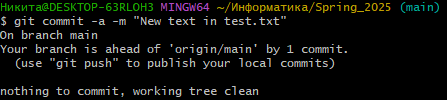 Никита@DESKTOP-63RLOH3 MINGW64 ~/Информатика/Spring_2025 (main)
$ git commit -a -m "New text in test.txt"
On branch main
Your branch is ahead of 'origin/main' by 1 commit.
  (use "git push" to publish your local commits)

nothing to commit, working tree clean